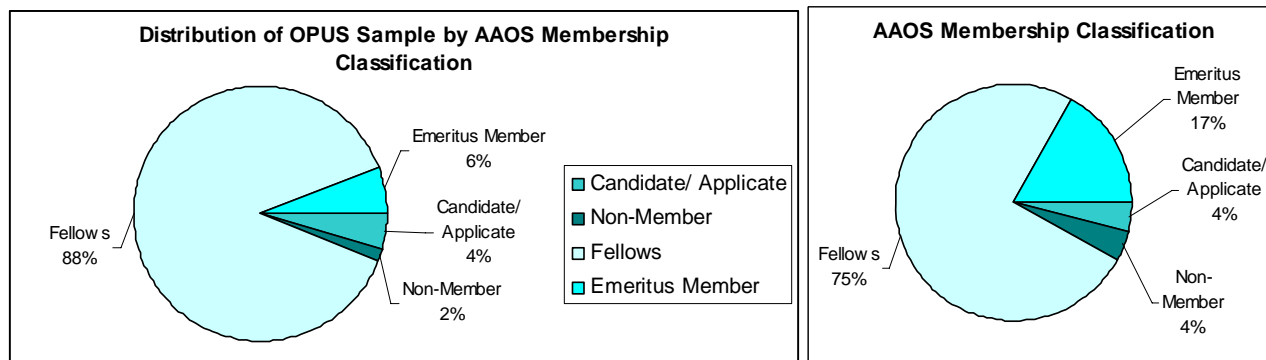 Distribution of OPUS Sample by AAOS Membership
Classification
Emeritus Member
6%
Candidate/
Applicate
4%
Non-Member
2%
Fellows
88%
Candidate/ Applicate
Non-Member
Fellows
Emeritus Member
AAOS Membership Classification
Emeritus
Member
17%
Candidate/
Applicate
4%
Non-
Member
4%
Fellows
75%